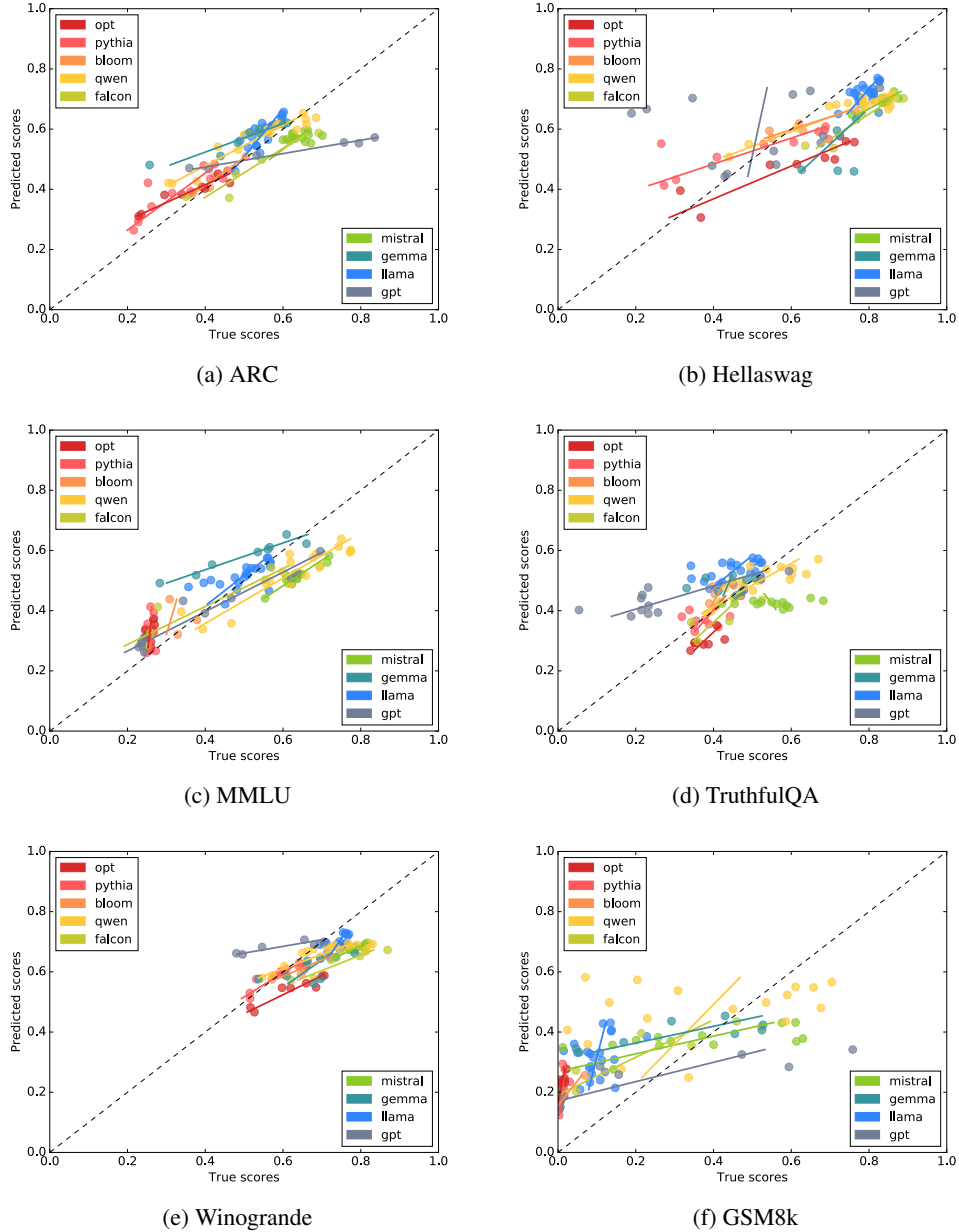 opt
pythia
bloom
qwen
falcon
mistral
gemma
llama
gpt
Predicted scores
1.0
0.8
0.6
0.4
0.2
0.0
0.0 0.2 0.4 0.6 0.8 1.0
True scores
(a) ARC
opt
pythia
bloom
qwen
falcon
mistral
gemma
llama
gpt
Predicted scores
1.0
0.8
0.6
0.4
0.2
0.0
0.0 0.2 0.4 0.6 0.8 1.0
True scores
(b) Hellaswag
opt
pythia
bloom
qwen
falcon
mistral
gemma
llama
gpt
Predicted scores
1.0
0.8
0.6
0.4
0.2
0.0
0.0 0.2 0.4 0.6 0.8 1.0
True scores
(c) MMLU
opt
pythia
bloom
qwen
falcon
mistral
gemma
llama
gpt
Predicted scores
1.0
0.8
0.6
0.4
0.2
0.0
0.0 0.2 0.4 0.6 0.8 1.0
True scores
(d) TruthfulQA
opt
pythia
bloom
qwen
falcon
mistral
gemma
llama
gpt
Predicted scores
1.0
0.8
0.6
0.4
0.2
0.0
0.0 0.2 0.4 0.6 0.8 1.0
True scores
(e) Winogrande
opt
pythia
bloom
qwen
falcon
mistral
gemma
llama
gpt
Predicted scores
1.0
0.8
0.6
0.4
0.2
0.0
0.0 0.2 0.4 0.6 0.8 1.0
True scores
(f) GSM8k